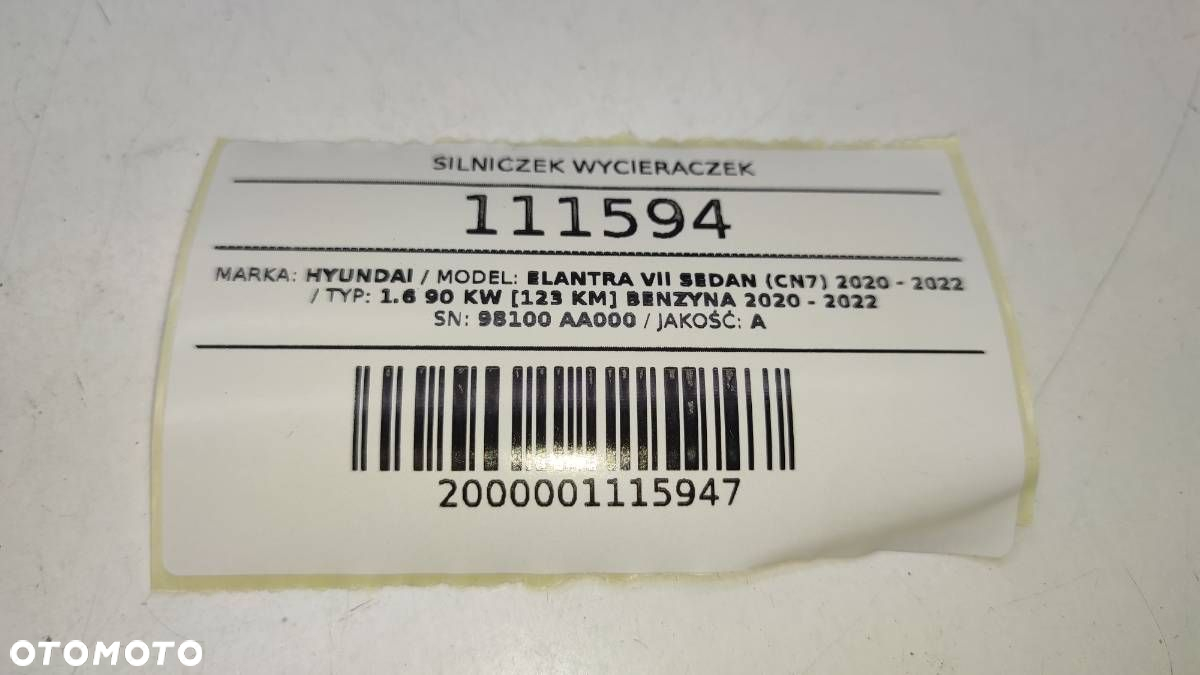 SILNICZEK WYCIERACZEK
111594
MARKA: HYUNDAI / MODEL: ELANTRA VII SEDAN (CN7) 2020 - 2022
/ TYP: 1.6 90 KW [123 KM] BENZYNA 2020 - 2022
SN: 98100 AA000 / JAKOŚĆ: A
2000001115947
OTOMOTO